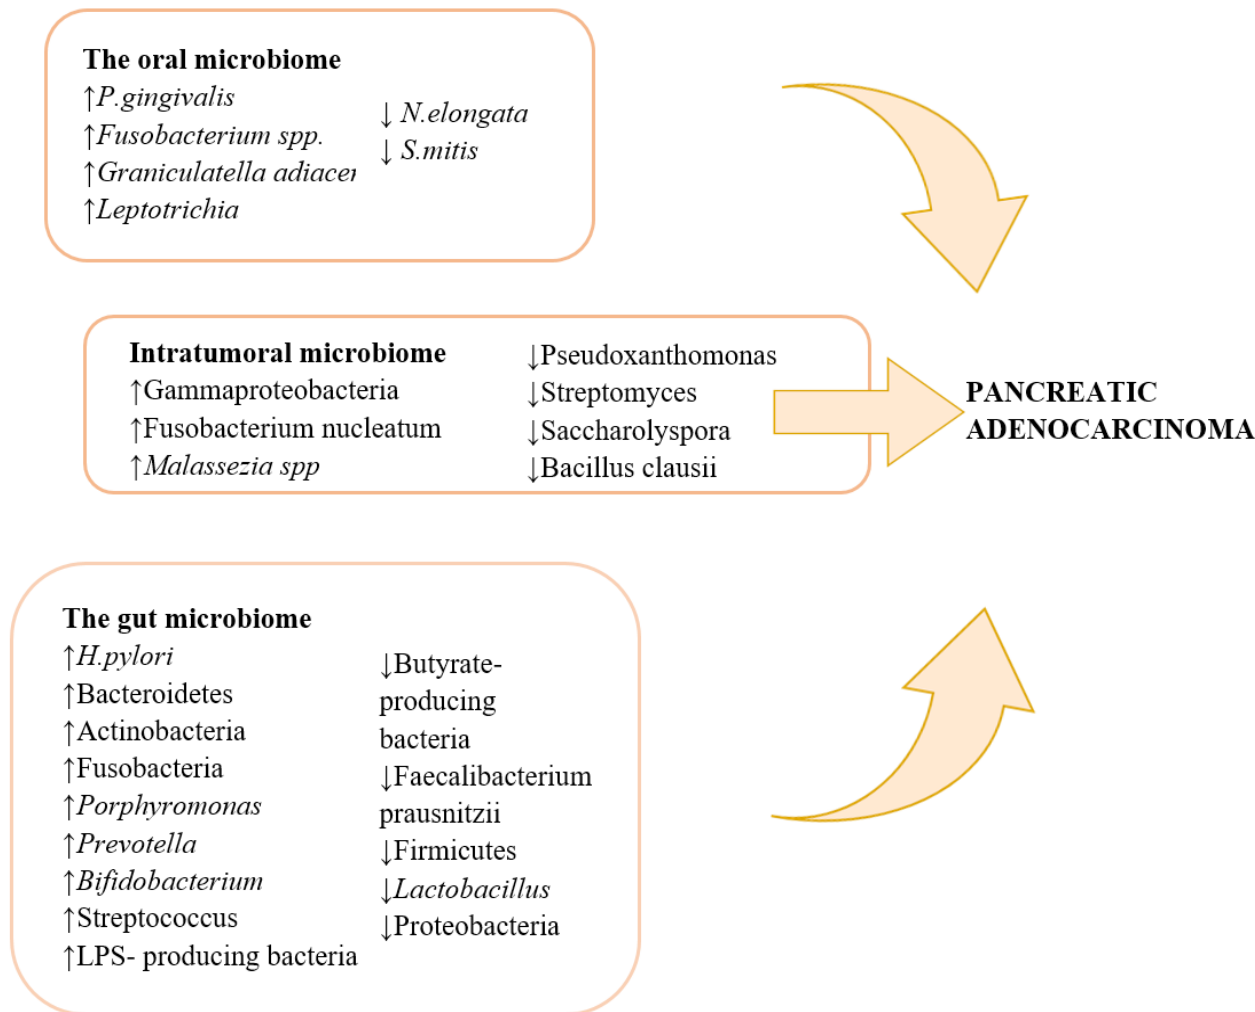 The oral microbiome
↑P.gingivalis
↑Fusobacterium spp.
↑Graniculatella adiacen
↑Leptotrichia
↓ N.elongata
↓ S.mitis
Intratumoral microbiome
↑Gammaproteobacteria
↑Fusobacterium nucleatum
↑Malassezia spp
↓Pseudoxanthomonas
↓Streptomyces
↓Saccharolyspora
↓Bacillus clausii
PANCREATIC
ADENOCARCINOMA
The gut microbiome
↑H.pylori
↑Bacteroidetes
↑Actinobacteria
↑Fusobacteria
↑Porphyromonas
↑Prevotella
↑Bifidobacterium
↑Streptococcus
↑LPS- producing bacteria
↓Butyrate-
producing
bacteria
↓Faecalibacterium
prausnitzii
↓Firmicutes
↓Lactobacillus
↓Proteobacteria